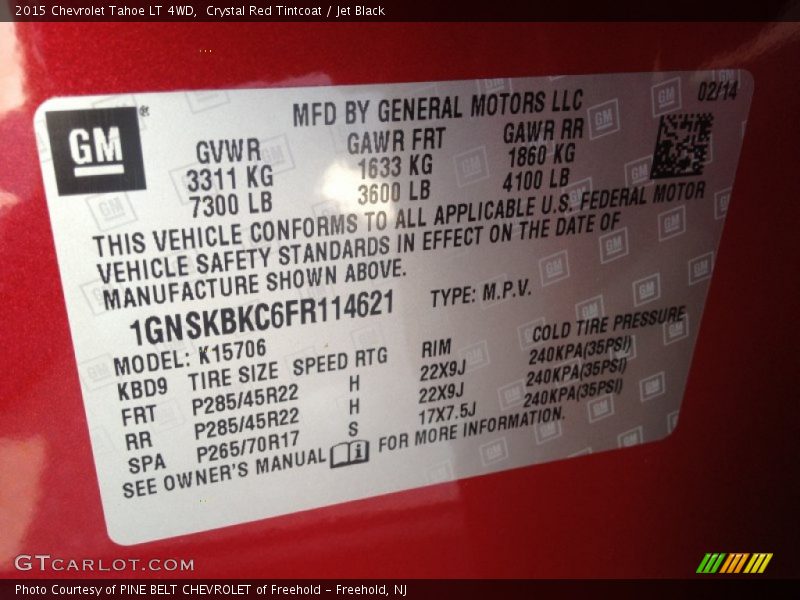 2015 Chevrolet Tahoe LT 4WD, Crystal Red Tintcoat / Jet Black
02/14
MFD BY GENERAL MOTORS LLC
GM®
GVWR GAWR FRT GAWR RR
3311 KG 1633 KG 1860 KG
7300 LB 3600 LB 4100 LB
THIS VEHICLE CONFORMS TO ALL APPLICABLE U.S. FEDERAL MOTOR
VEHICLE SAFETY STANDARDS IN EFFECT ON THE DATE OF
MANUFACTURE SHOWN ABOVE.
1GNSKBKC6FR114621 TYPE: M.P.V.
MODEL: K15706
KBD9 TIRE SIZE SPEED RTG RIM COLD TIRE PRESSURE
FRT P285/45R22 H 22X9J 240KPA(35PSI)
RR P285/45R22 H 22X9J 240KPA(35PSI)
SPA P265/70R17 S 17X7.5J 240KPA(35PSI)
SEE OWNER'S MANUAL FOR MORE INFORMATION.
GTCARLOT.COM
Photo Courtesy of PINE BELT CHEVROLET of Freehold - Freehold, NJ